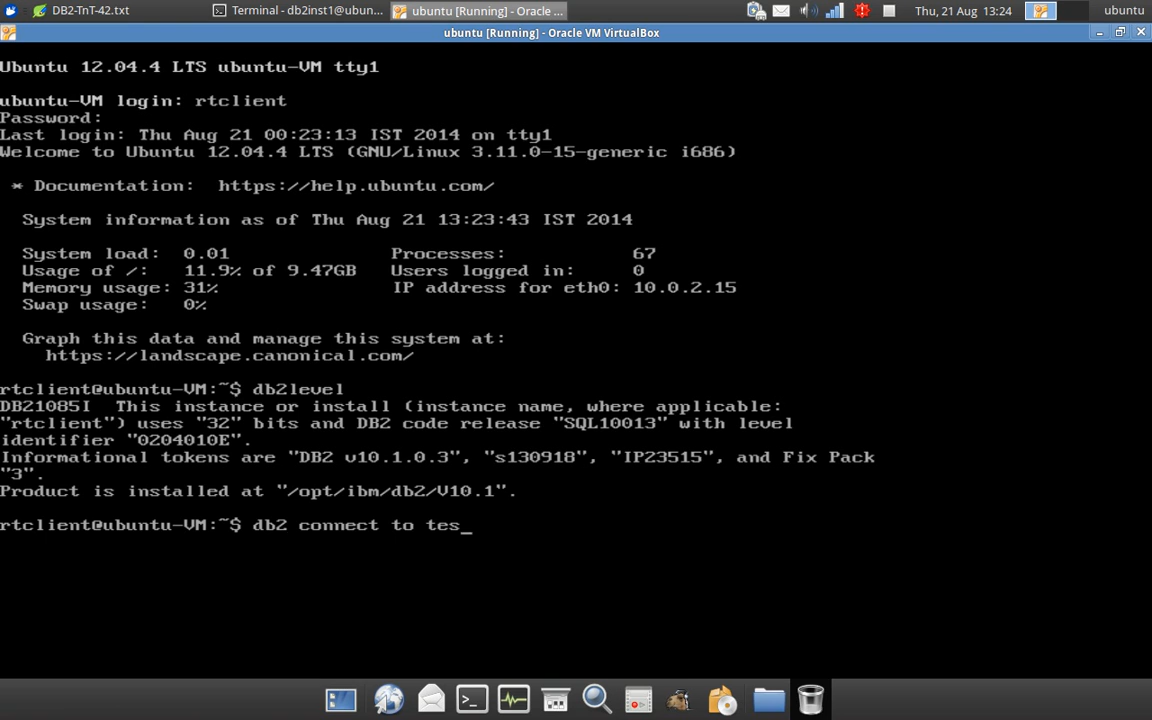 DB2-TnT-42.txt
Terminal - db2inst1@ubun...
ubuntu [Running] - Oracle ...
Thu, 21 Aug 13:24
ubuntu
ubuntu [Running] - Oracle VM VirtualBox
Ubuntu 12.04.4 LTS ubuntu-VM tty1
ubuntu-VM login: rtclient
Password:
Last login: Thu Aug 21 00:23:13 IST 2014 on tty1
Welcome to Ubuntu 12.04.4 LTS (GNU/Linux 3.11.0-15-generic i686)
* Documentation: https://help.ubuntu.com/
System information as of Thu Aug 21 13:23:43 IST 2014
System load: 0.01 Processes: 67
Usage of /: 11.9% of 9.47GB Users logged in: 0
Memory usage: 31% IP address for eth0: 10.0.2.15
Swap usage: 0%
Graph this data and manage this system at:
https://landscape.canonical.com/
rtclient@ubuntu-VM:~$ db2level
DB21085I This instance or install (instance name, where applicable:
"rtclient") uses "32" bits and DB2 code release "SQL10013" with level
identifier "0204010E".
Informational tokens are "DB2 v10.1.0.3", "s130918", "IP23515", and Fix Pack
"3".
Product is installed at "/opt/ibm/db2/V10.1".
rtclient@ubuntu-VM:~$ db2 connect to tes_